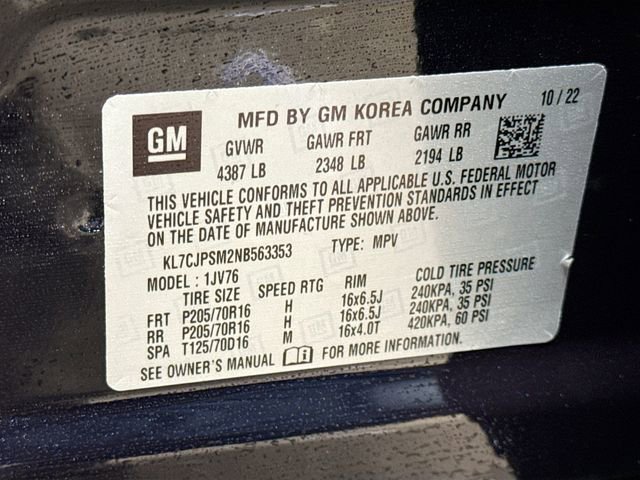 GM
MFD BY GM KOREA COMPANY 10 / 22
GVWR GAWR FRT GAWR RR
4387 LB 2348 LB 2194 LB
THIS VEHICLE CONFORMS TO ALL APPLICABLE U.S. FEDERAL MOTOR
VEHICLE SAFETY AND THEFT PREVENTION STANDARDS IN EFFECT
ON THE DATE OF MANUFACTURE SHOWN ABOVE.
KL7CJPSM2NB563353 TYPE: MPV
MODEL : 1JV76
TIRE SIZE SPEED RTG RIM COLD TIRE PRESSURE
FRT P205/70R16 H 16x6.5J 240KPA, 35 PSI
RR P205/70R16 H 16x6.5J 240KPA, 35 PSI
SPA T125/70D16 M 16x4.0T 420KPA, 60 PSI
SEE OWNER'S MANUAL FOR MORE INFORMATION.